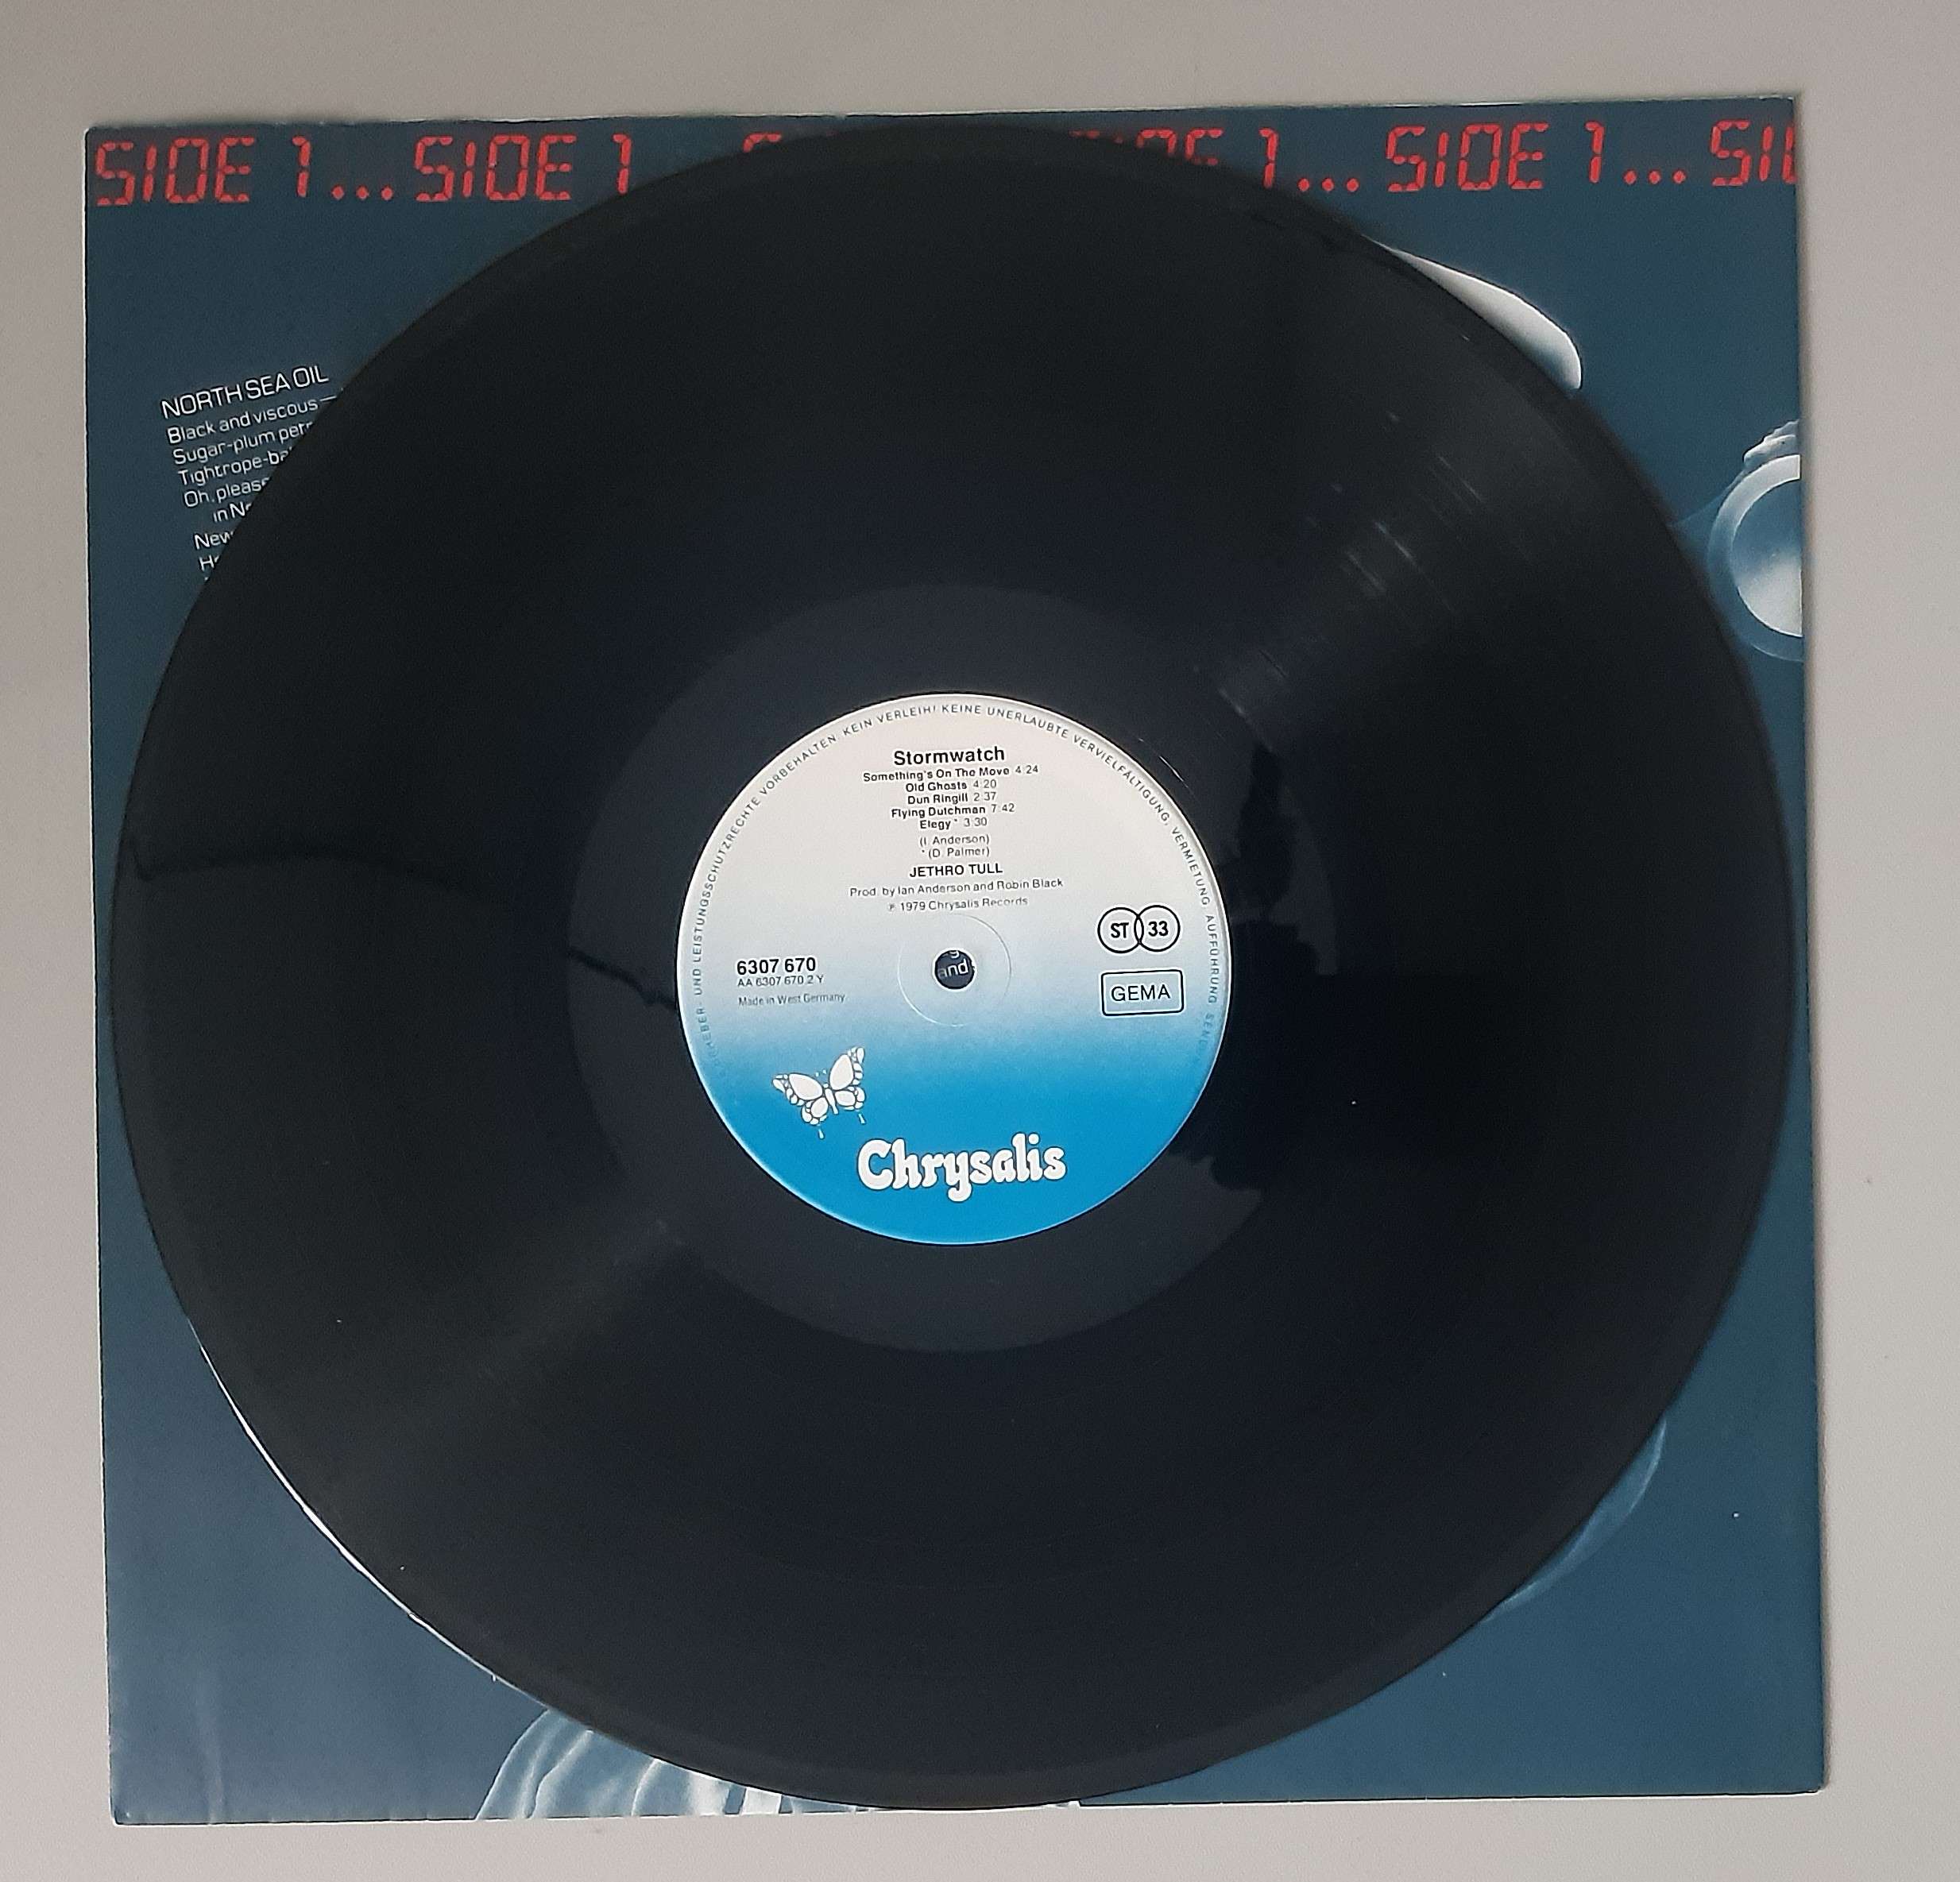 SIDE 1... SIDE 1
1... SIDE 1...
NORTH SEA OIL
Black and viscous —
Sugar-plum
Tightrope-
Oh, please
in
URHEBER- UND LEISTUNGSSCHUTZRECHTE VORBEHALTEN. KEIN VERLEIH! KEINE UNERLAUBTE VERVIELFÄLTIGUNG, VERMIETUNG, AUFFÜHRUNG,
Stormwatch
Something's On The Move 4:24
Old Ghosts 4:20
Dun Ringill 2:37
Flying Dutchman 7:42
Elegy* 3:30
(I. Anderson)
*(D. Palmer)
JETHRO TULL
Prod. by Ian Anderson and Robin Black
℗ 1979 Chrysalis Records
ST 33
6307 670
AA 6307 670 2 Y
Made in West Germany
and
GEMA
Chrysalis